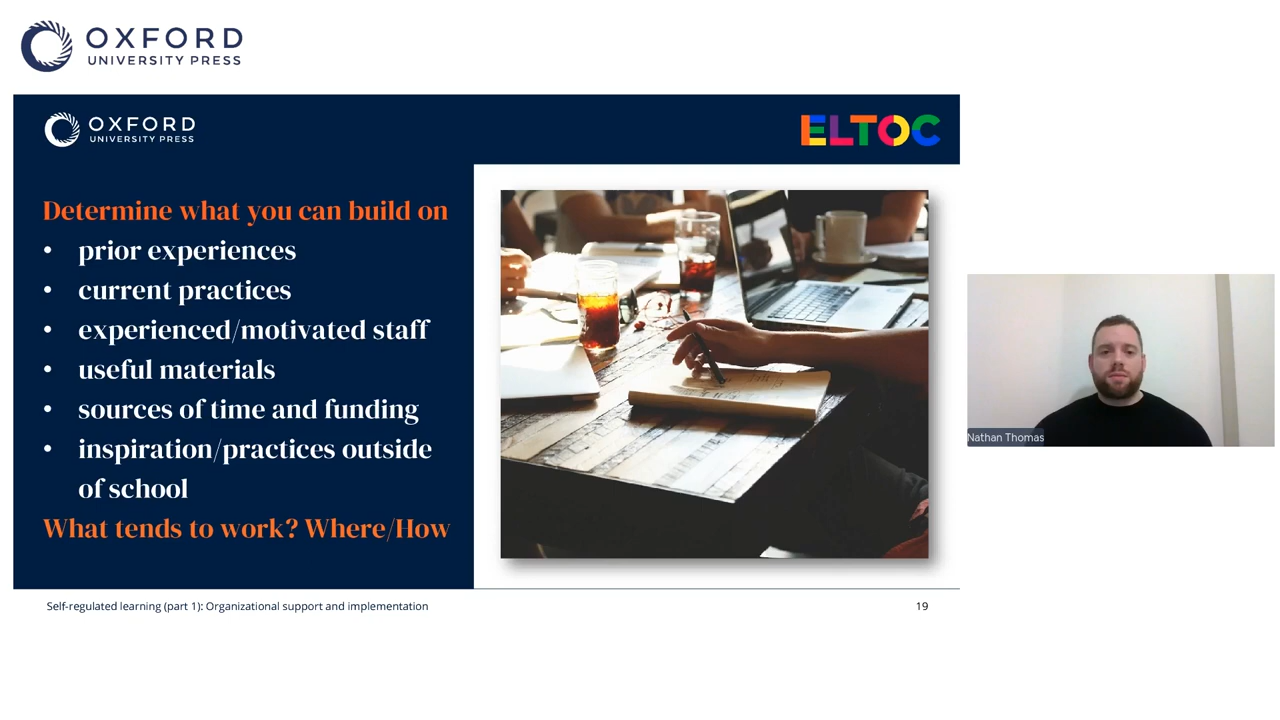 OXFORD
UNIVERSITY PRESS
OXFORD
UNIVERSITY PRESS
ELTOC
Determine what you can build on
• prior experiences
• current practices
• experienced/motivated staff
• useful materials
• sources of time and funding
• inspiration/practices outside
of school
What tends to work? Where/How
Nathan Thomas
Self-regulated learning (part 1): Organizational support and implementation
19